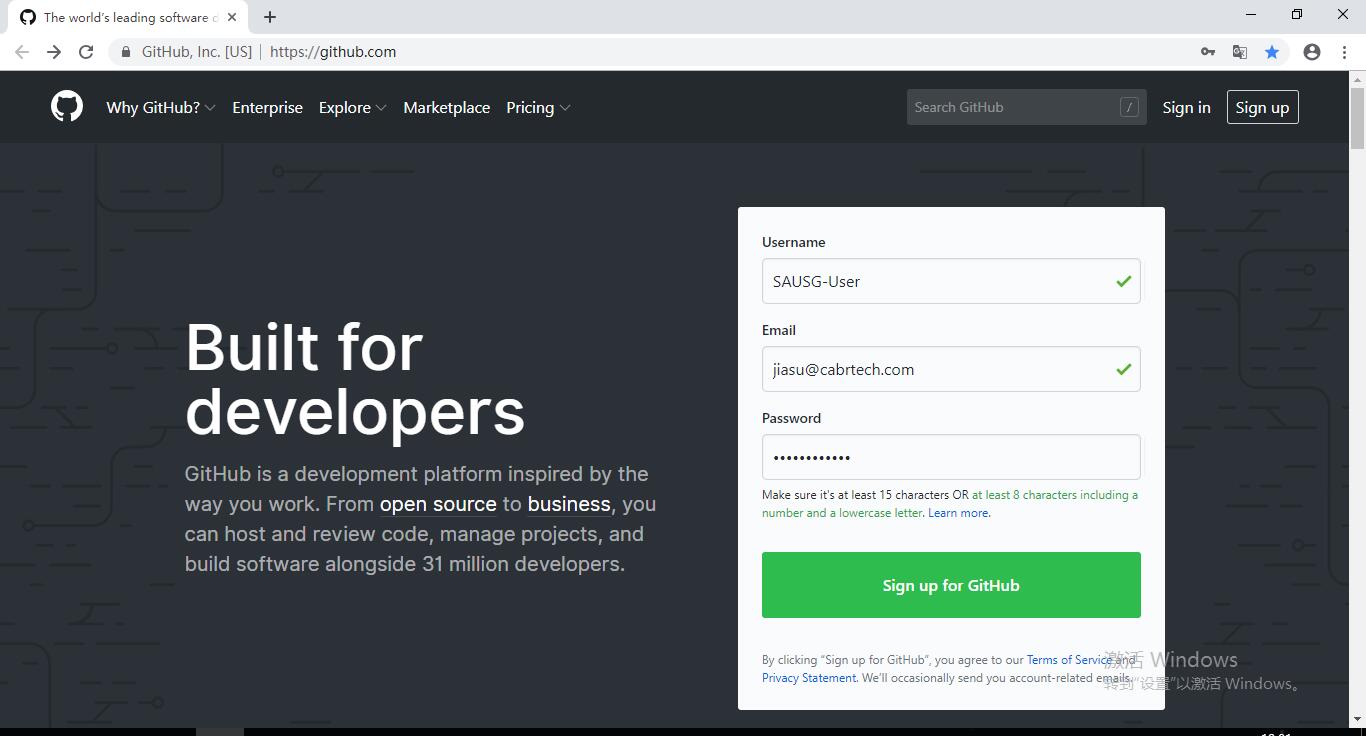 The world's leading software d
GitHub, Inc. [US] | https://github.com
Why GitHub? Enterprise Explore Marketplace Pricing
Search GitHub /
Sign in Sign up
Built for
developers
GitHub is a development platform inspired by the
way you work. From open source to business, you
can host and review code, manage projects, and
build software alongside 31 million developers.
Username
SAUSG-User
Email
jiasu@cabrtech.com
Password
••••••••••••
Make sure it's at least 15 characters OR at least 8 characters including a
number and a lowercase letter. Learn more.
Sign up for GitHub
By clicking “Sign up for GitHub”, you agree to our Terms of Service and
Privacy Statement. We’ll occasionally send you account-related emails.
激活 Windows
转到“设置”以激活 Windows。